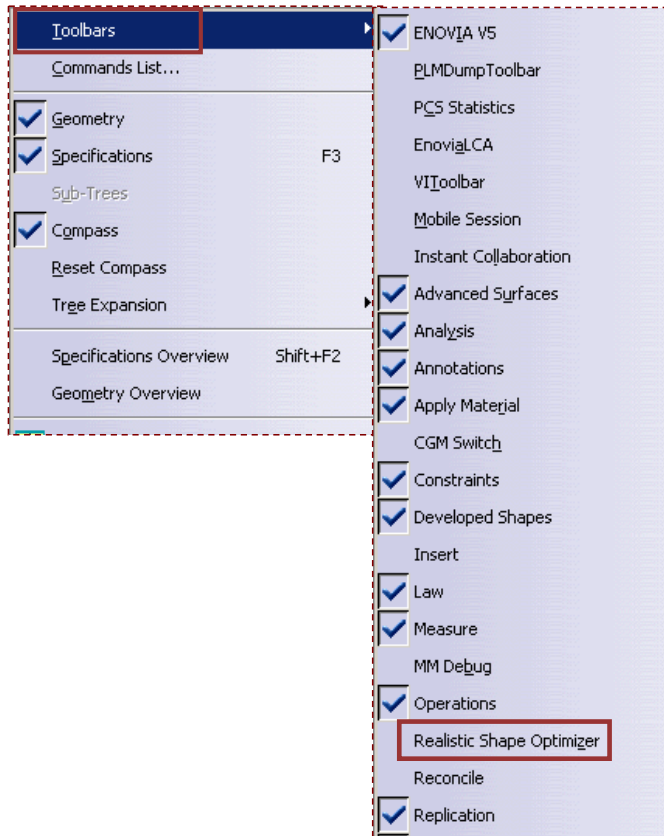 Toolbars
Commands List...
Geometry
Specifications F3
Sub-Trees
Compass
Reset Compass
Tree Expansion
Specifications Overview Shift+F2
Geometry Overview
ENOVIA V5
PLMDumpToolbar
PCS Statistics
EnoviaLCA
VIToolbar
Mobile Session
Instant Collaboration
Advanced Surfaces
Analysis
Annotations
Apply Material
CGM Switch
Constraints
Developed Shapes
Insert
Law
Measure
MM Debug
Operations
Realistic Shape Optimizer
Reconcile
Replication